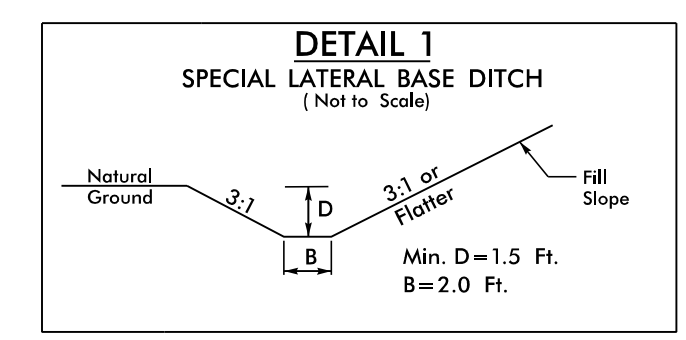 DETAIL 1
SPECIAL LATERAL BASE DITCH
( Not to Scale)
Natural
Ground
3:1
D
3:1 or
Flatter
Fill
Slope
B
Min. D=1.5 Ft.
B=2.0 Ft.